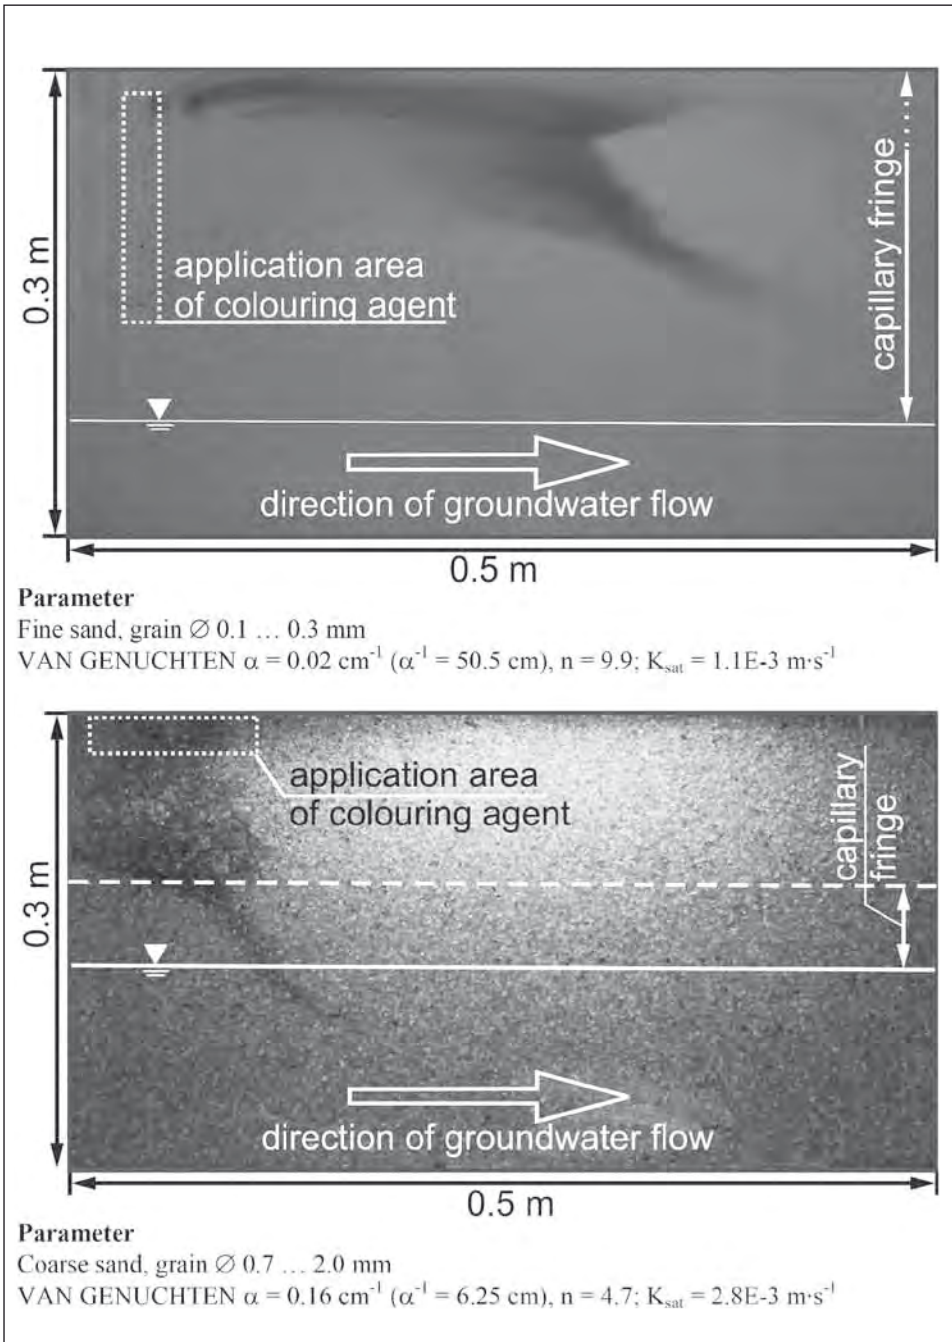 0.3 m
application area
of colouring agent
capillary fringe
direction of groundwater flow
0.5 m
Parameter
Fine sand, grain ∅ 0.1 … 0.3 mm
VAN GENUCHTEN α = 0.02 cm⁻¹ (α⁻¹ = 50.5 cm), n = 9.9; Kₛₐₜ = 1.1E-3 m·s⁻¹
0.3 m
application area
of colouring agent
capillary
fringe
direction of groundwater flow
0.5 m
Parameter
Coarse sand, grain ∅ 0.7 … 2.0 mm
VAN GENUCHTEN α = 0.16 cm⁻¹ (α⁻¹ = 6.25 cm), n = 4.7; Kₛₐₜ = 2.8E-3 m·s⁻¹